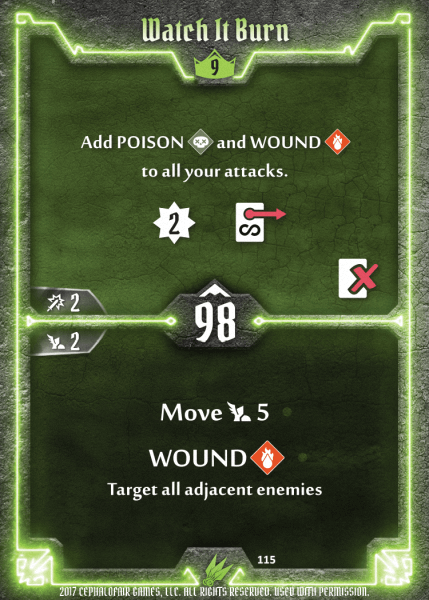 Watch It Burn
9
Add POISON and WOUND
to all your attacks.
2
2
98
2
Move 5
WOUND
Target all adjacent enemies
115
2017 CEPHALOFAIR GAMES, LLC. ALL RIGHTS RESERVED. USED WITH PERMISSION.